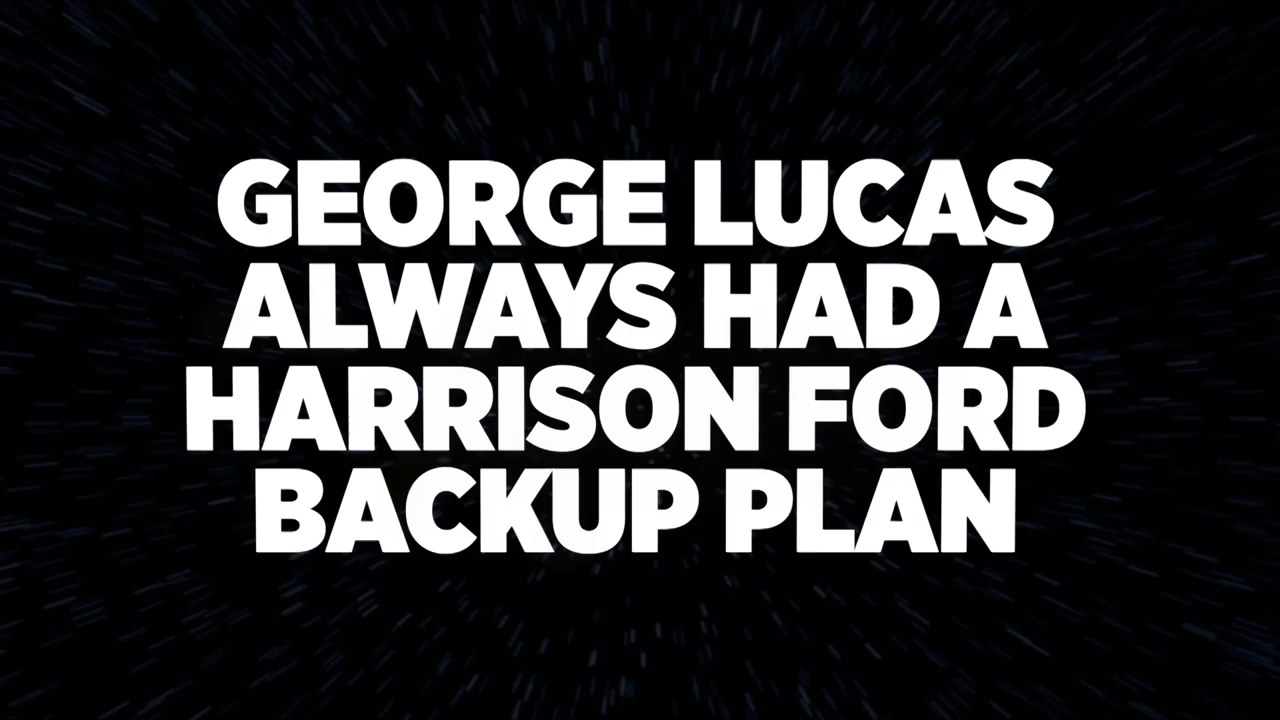 GEORGE LUCAS
ALWAYS HAD A
HARRISON FORD
BACKUP PLAN